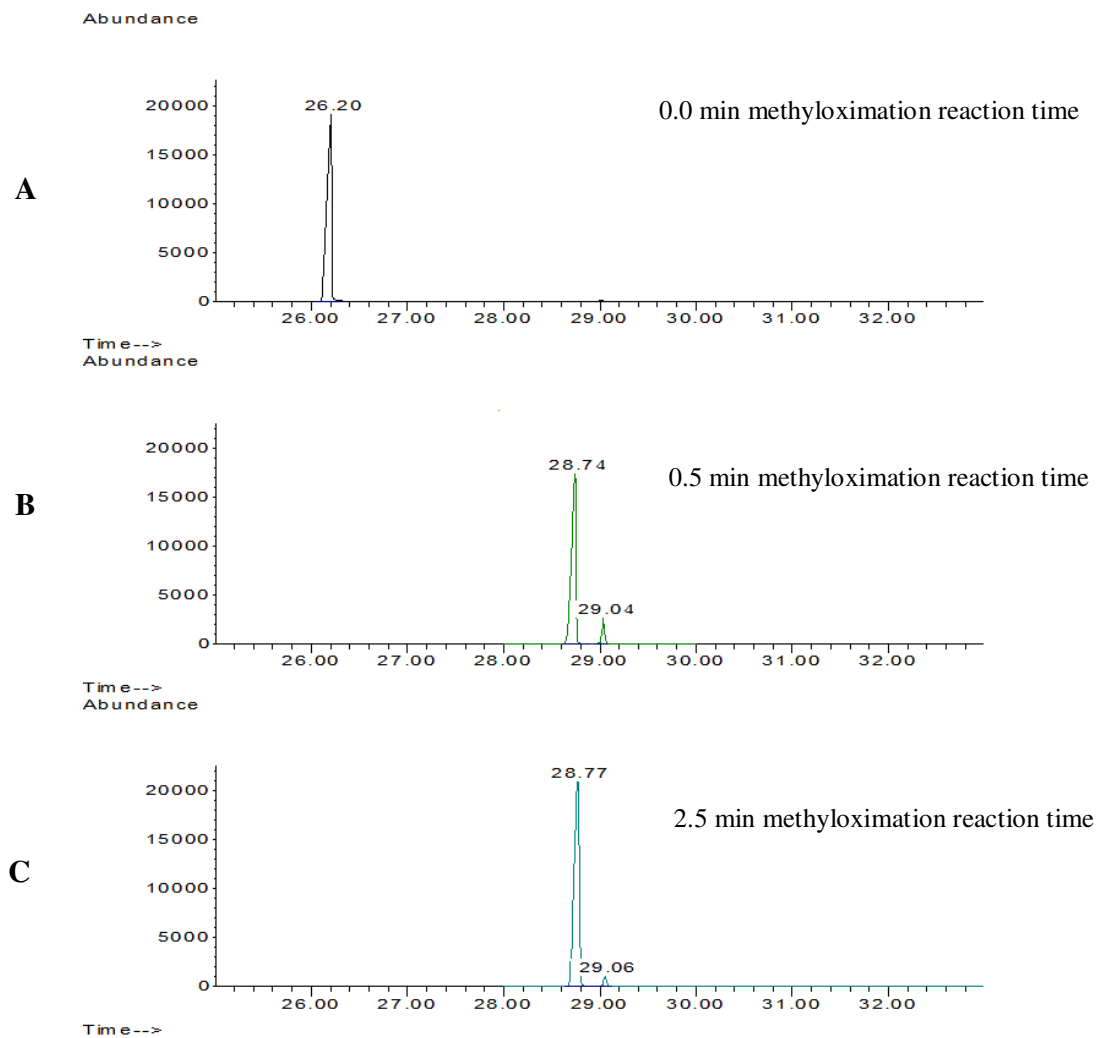 Abundance
26.20
0.0 min methyloximation reaction time
20000
15000
A
10000
5000
0
26.00 27.00 28.00 29.00 30.00 31.00 32.00
Time-->
Abundance
20000
28.74
0.5 min methyloximation reaction time
15000
B
10000
5000
29.04
0
26.00 27.00 28.00 29.00 30.00 31.00 32.00
Time-->
Abundance
28.77
20000
2.5 min methyloximation reaction time
15000
C
10000
5000
29.06
0
26.00 27.00 28.00 29.00 30.00 31.00 32.00
Time-->